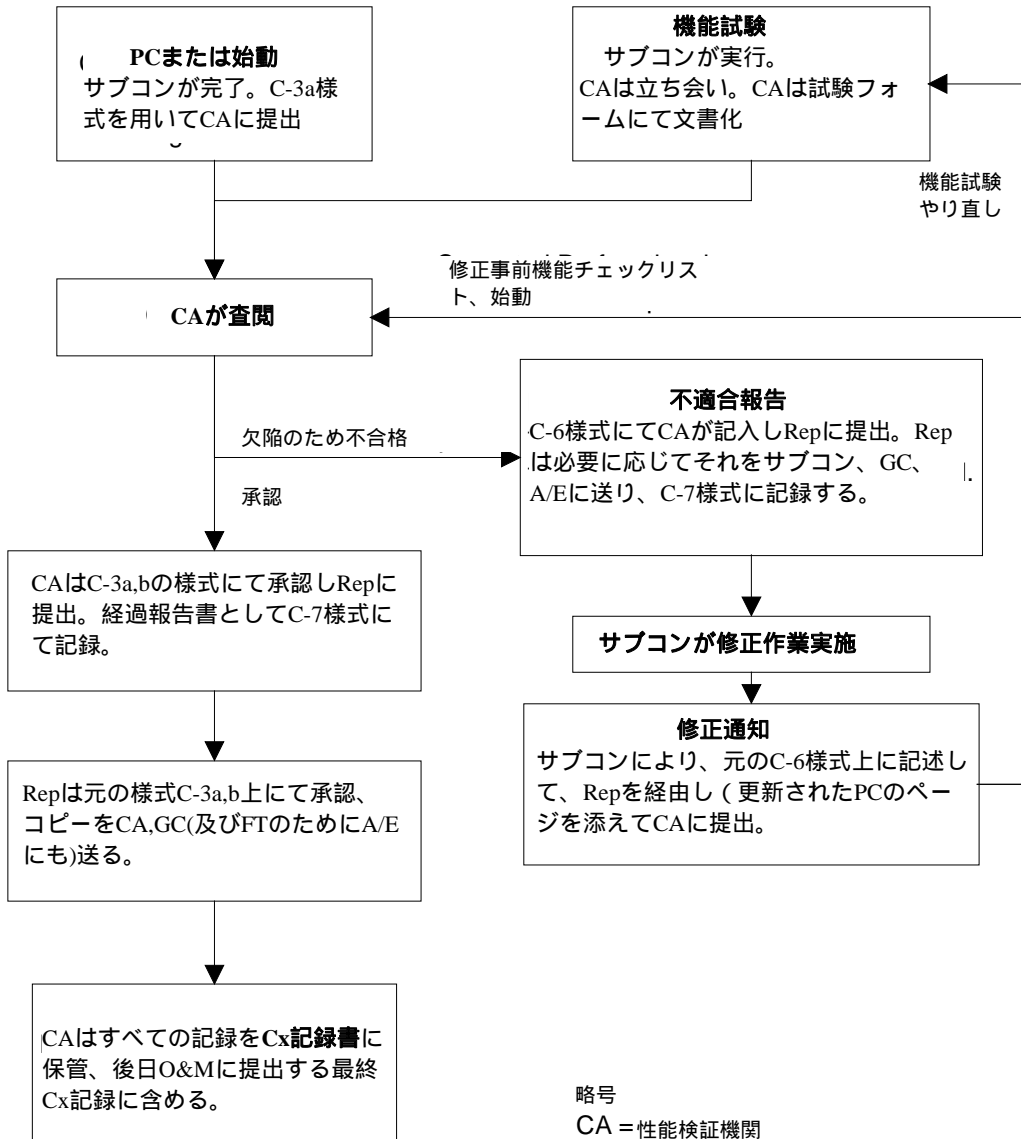 PCまたは始動
サブコンが完了。C-3a様
式を用いてCAに提出
機能試験
サブコンが実行。
CAは立ち会い。CAは試験フォ
ームにて文書化
機能試験
やり直し
修正事前機能チェックリス
ト、始動
CAが査閲
欠陥のため不合格
承認
不適合報告
C-6様式にてCAが記入しRepに提出。Rep
は必要に応じてそれをサブコン、GC、
A/Eに送り、C-7様式に記録する。
CAはC-3a,bの様式にて承認しRepに
提出。経過報告書としてC-7様式に
て記録。
サブコンが修正作業実施
修正通知
サブコンにより、元のC-6様式上に記述し
て、Repを経由し（更新されたPCのペー
ジを添えてCAに提出。
Repは元の様式C-3a,b上にて承認、
コピーをCA,GC(及びFTのためにA/E
にも)送る。
CAはすべての記録をCx記録書に
保管、後日O&Mに提出する最終
Cx記録に含める。
略号
CA =性能検証機関